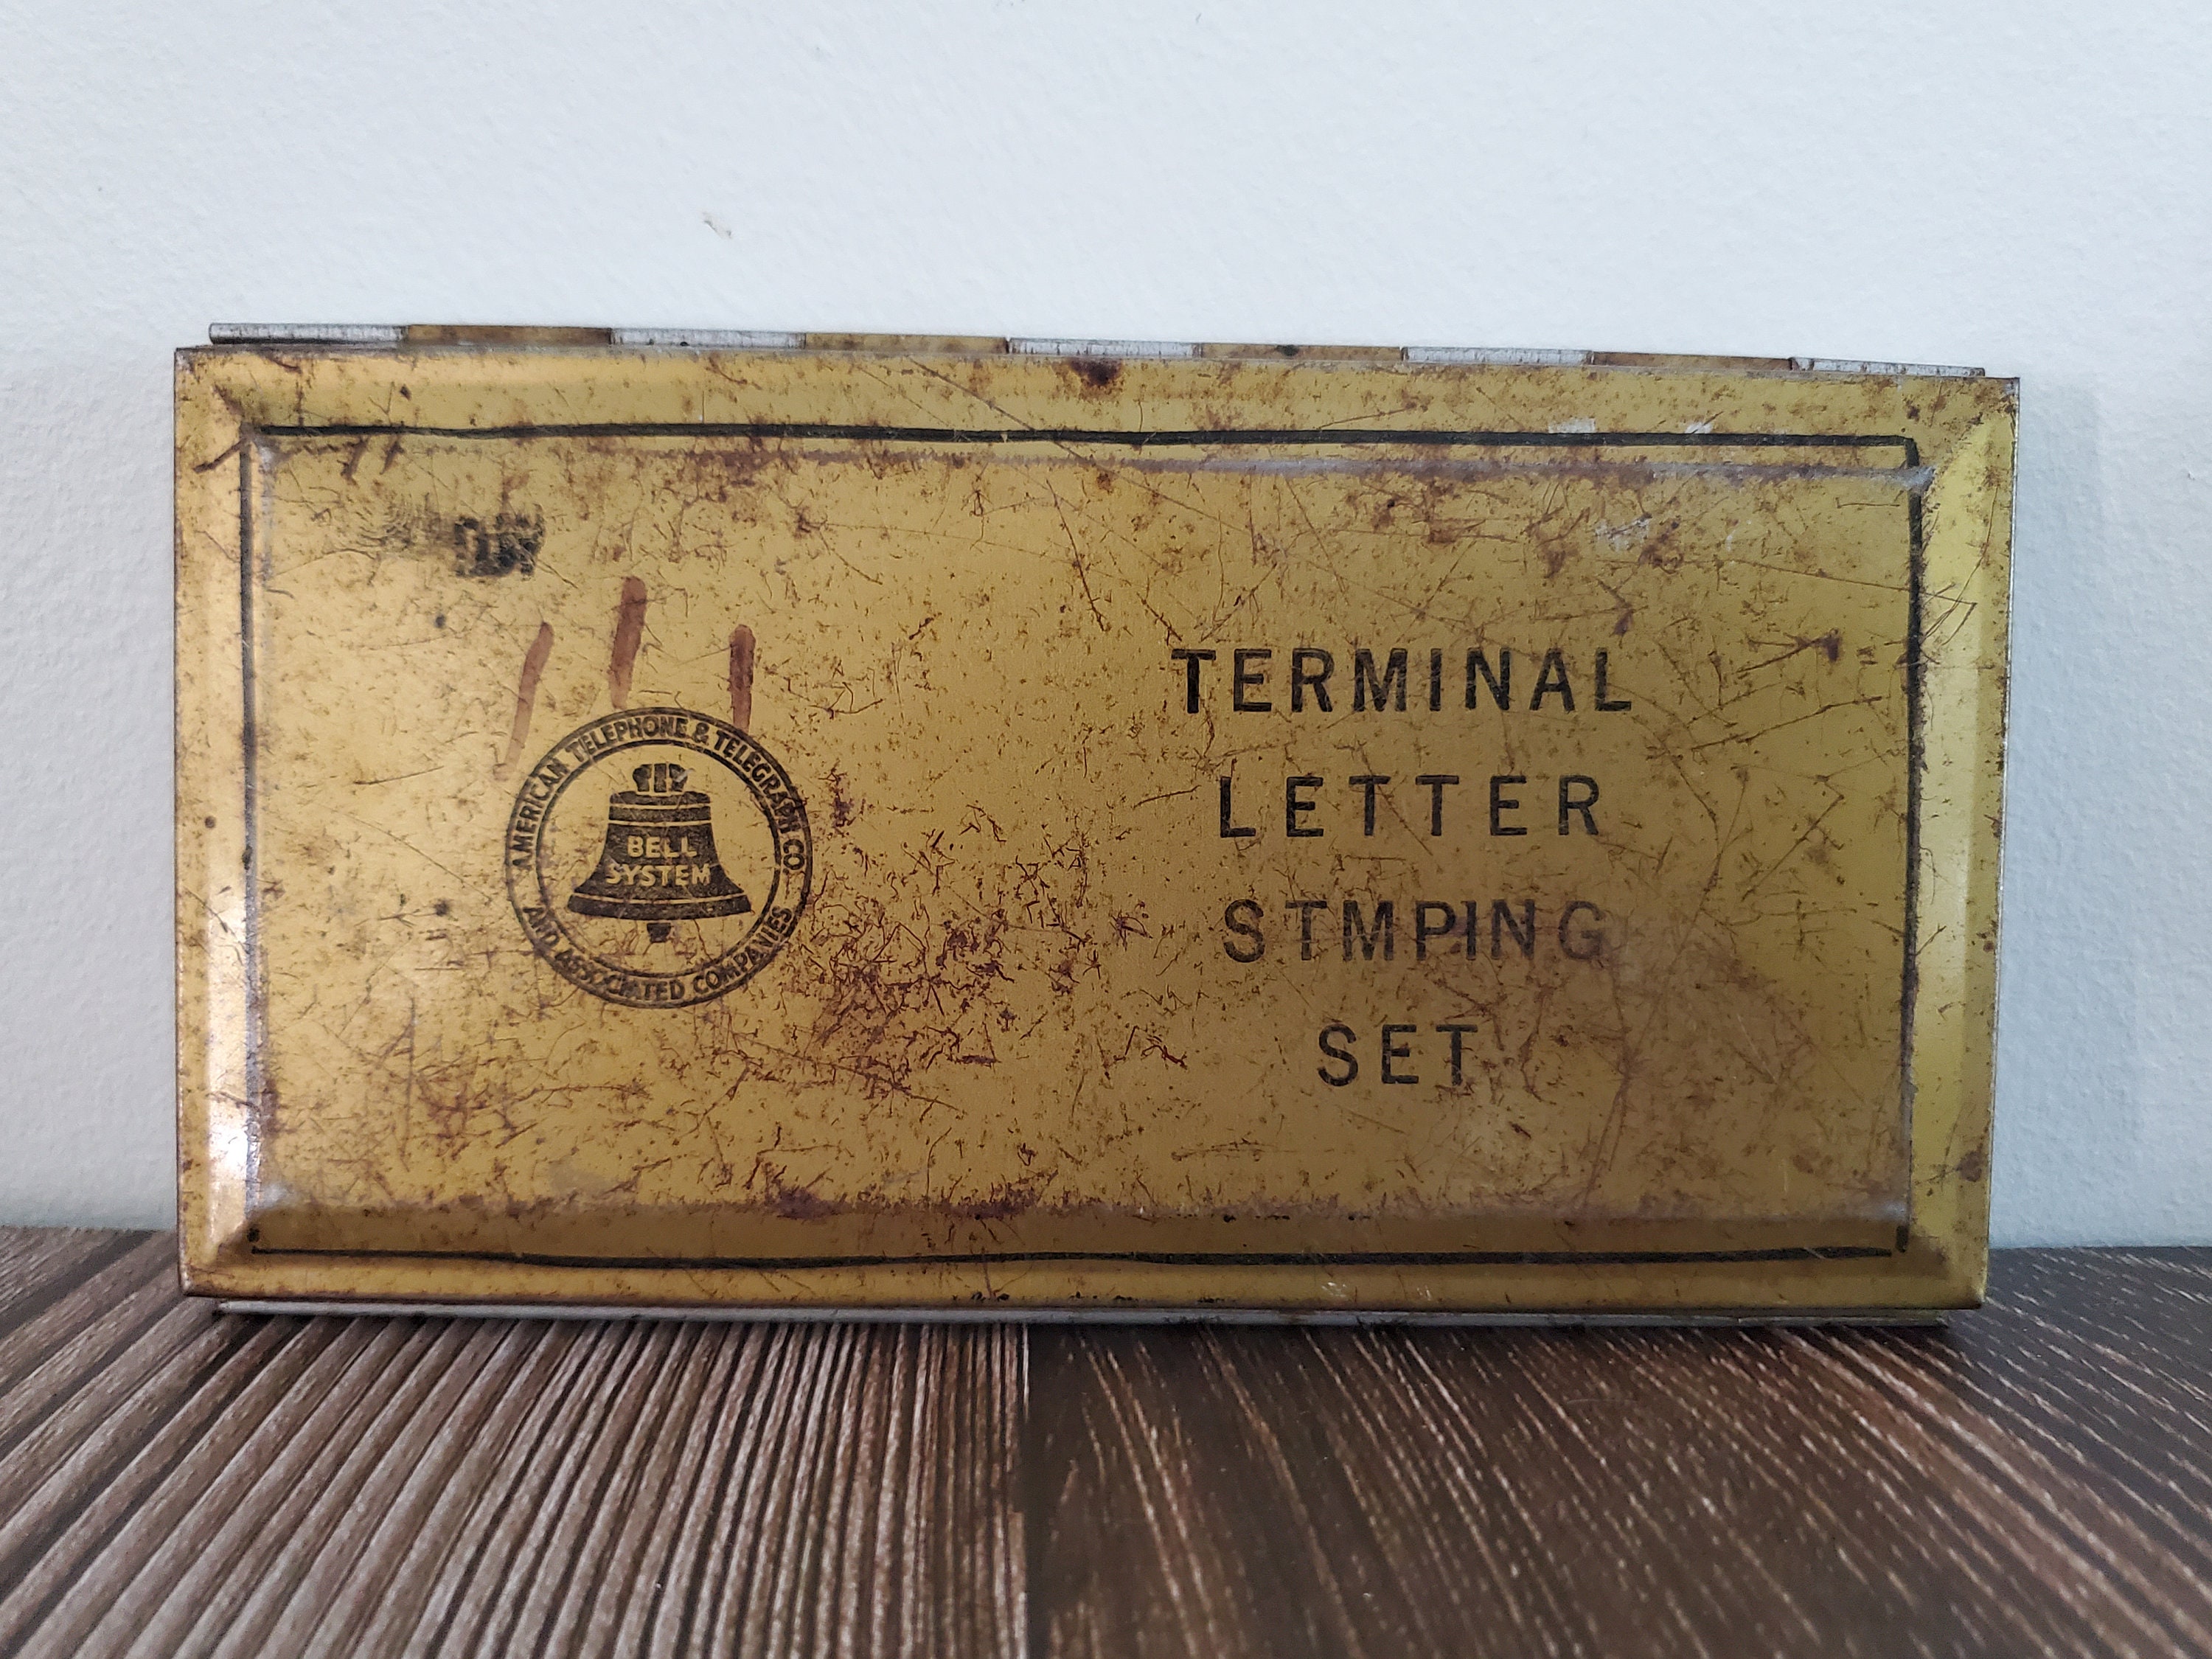 AMERICAN TELEPHONE & TELEGRAPH CO.
BELL
SYSTEM
AND ASSOCIATED COMPANIES
TERMINAL
LETTER
STMPING
SET